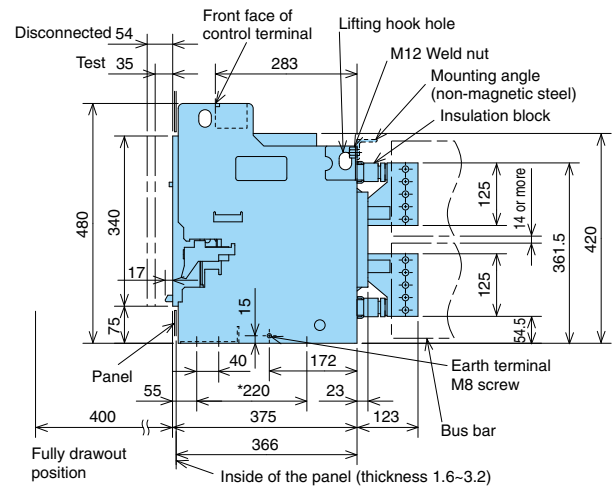 Front face of
control terminal
Lifting hook hole
Disconnected 54
M12 Weld nut
Test 35
283
Mounting angle
(non-magnetic steel)
Insulation block
480
340
125
14 or more
361.5
420
17
125
75
15
54.5
Panel
40
172
Earth terminal
M8 screw
55
*220
23
400
375
123
Bus bar
366
Fully drawout
position
Inside of the panel (thickness 1.6~3.2)